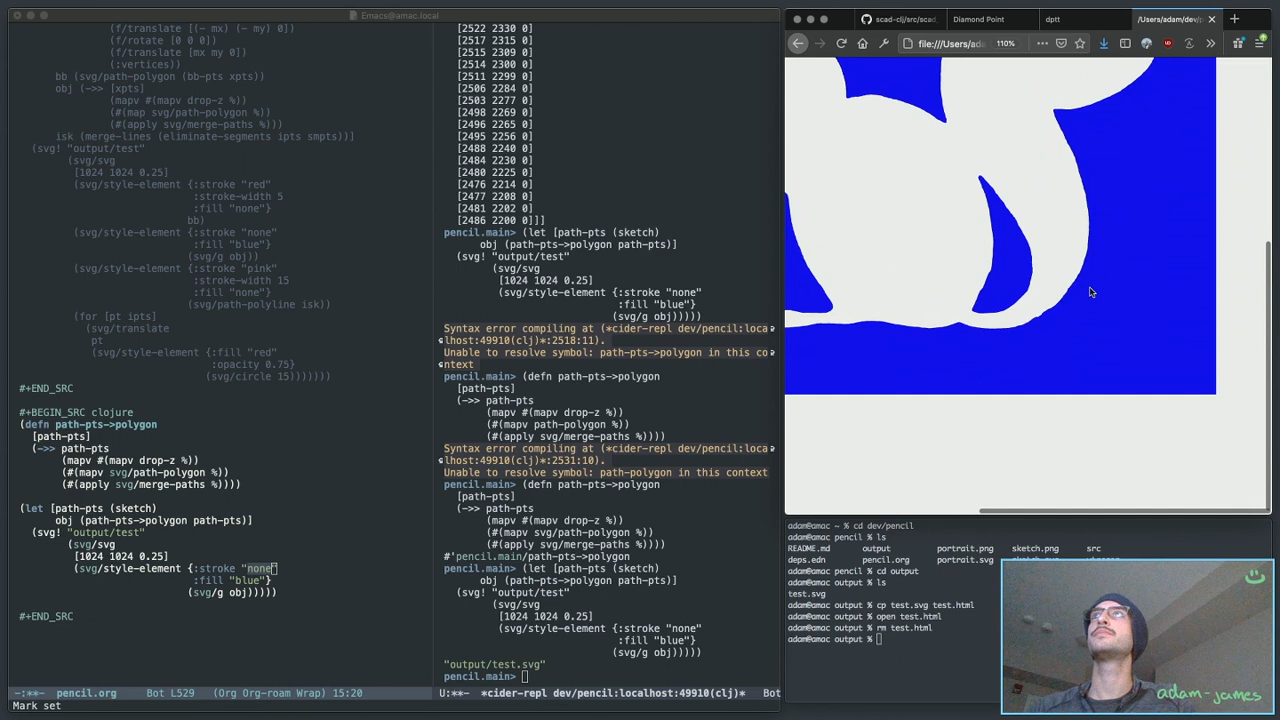 Emacs@amac.local
(f/translate [(- mx) (- my) 0])
(f/rotate [0 0 0])
(f/translate [mx my 0])
(:vertices))
bb (svg/path-polygon (bb-pts xpts))
obj (->> [xpts]
(mapv #(mapv drop-z %))
(#(map svg/path-polygon %))
(#(apply svg/merge-paths %)))
isk (merge-lines (eliminate-segments ipts smpts))]
(svg! "output/test"
(svg/svg
[1024 1024 0.25]
(svg/style-element {:stroke "red"
:stroke-width 5
:fill "none"}
bb)
(svg/style-element {:stroke "none"
:fill "blue"}
(svg/g obj))
(svg/style-element {:stroke "pink"
:stroke-width 15
:fill "none"}
(svg/path-polyline isk))
(for [pt ipts]
(svg/translate
pt
(svg/style-element {:fill "red"
:opacity 0.75}
(svg/circle 15)))))))
#+END_SRC
#+BEGIN_SRC clojure
(defn path-pts->polygon
[path-pts]
(->> path-pts
(mapv #(mapv drop-z %))
(#(mapv svg/path-polygon %))
(#(apply svg/merge-paths %))))
(let [path-pts (sketch)
obj (path-pts->polygon path-pts)]
(svg! "output/test"
(svg/svg
[1024 1024 0.25]
(svg/style-element {:stroke "none"
:fill "blue"}
(svg/g obj)))))
#+END_SRC
-:**- pencil.org Bot L529 (Org Org-roam Wrap) 15:20
Mark set
[2522 2330 0]
[2517 2315 0]
[2515 2309 0]
[2514 2300 0]
[2511 2299 0]
[2506 2284 0]
[2503 2277 0]
[2498 2269 0]
[2496 2265 0]
[2495 2256 0]
[2488 2240 0]
[2484 2230 0]
[2480 2225 0]
[2476 2214 0]
[2477 2208 0]
[2481 2202 0]
[2486 2200 0]]]
pencil.main> (let [path-pts (sketch)
obj (path-pts->polygon path-pts)]
(svg! "output/test"
(svg/svg
[1024 1024 0.25]
(svg/style-element {:stroke "none"
:fill "blue"}
(svg/g obj)))))
Syntax error compiling at (*cider-repl dev/pencil:loca
lhost:49910(clj)*:2518:11).
Unable to resolve symbol: path-pts->polygon in this co
ntext
pencil.main> (defn path-pts->polygon
[path-pts]
(->> path-pts
(mapv #(mapv drop-z %))
(#(mapv path-polygon %))
(#(apply svg/merge-paths %))))
Syntax error compiling at (*cider-repl dev/pencil:loca
lhost:49910(clj)*:2531:10).
Unable to resolve symbol: path-polygon in this context
pencil.main> (defn path-pts->polygon
[path-pts]
(->> path-pts
(mapv #(mapv drop-z %))
(#(mapv svg/path-polygon %))
(#(apply svg/merge-paths %))))
#'pencil.main/path-pts->polygon
pencil.main> (let [path-pts (sketch)
obj (path-pts->polygon path-pts)]
(svg! "output/test"
(svg/svg
[1024 1024 0.25]
(svg/style-element {:stroke "none"
:fill "blue"}
(svg/g obj)))))
"output/test.svg"
pencil.main>
U:**- *cider-repl dev/pencil:localhost:49910(clj)* Bot
scad-clj/src/scad_ Diamond Point dptt /Users/adam/dev/p
file:///Users/ada 110%
adam@amac ~ % cd dev/pencil
adam@amac pencil % ls
README.md output portrait.png sketch.png src
deps.edn pencil.org portrait.svg
adam@amac pencil % cd output
adam@amac output % ls
test.svg
adam@amac output % cp test.svg test.html
adam@amac output % open test.html
adam@amac output % rm test.html
adam@amac output %
adam-james